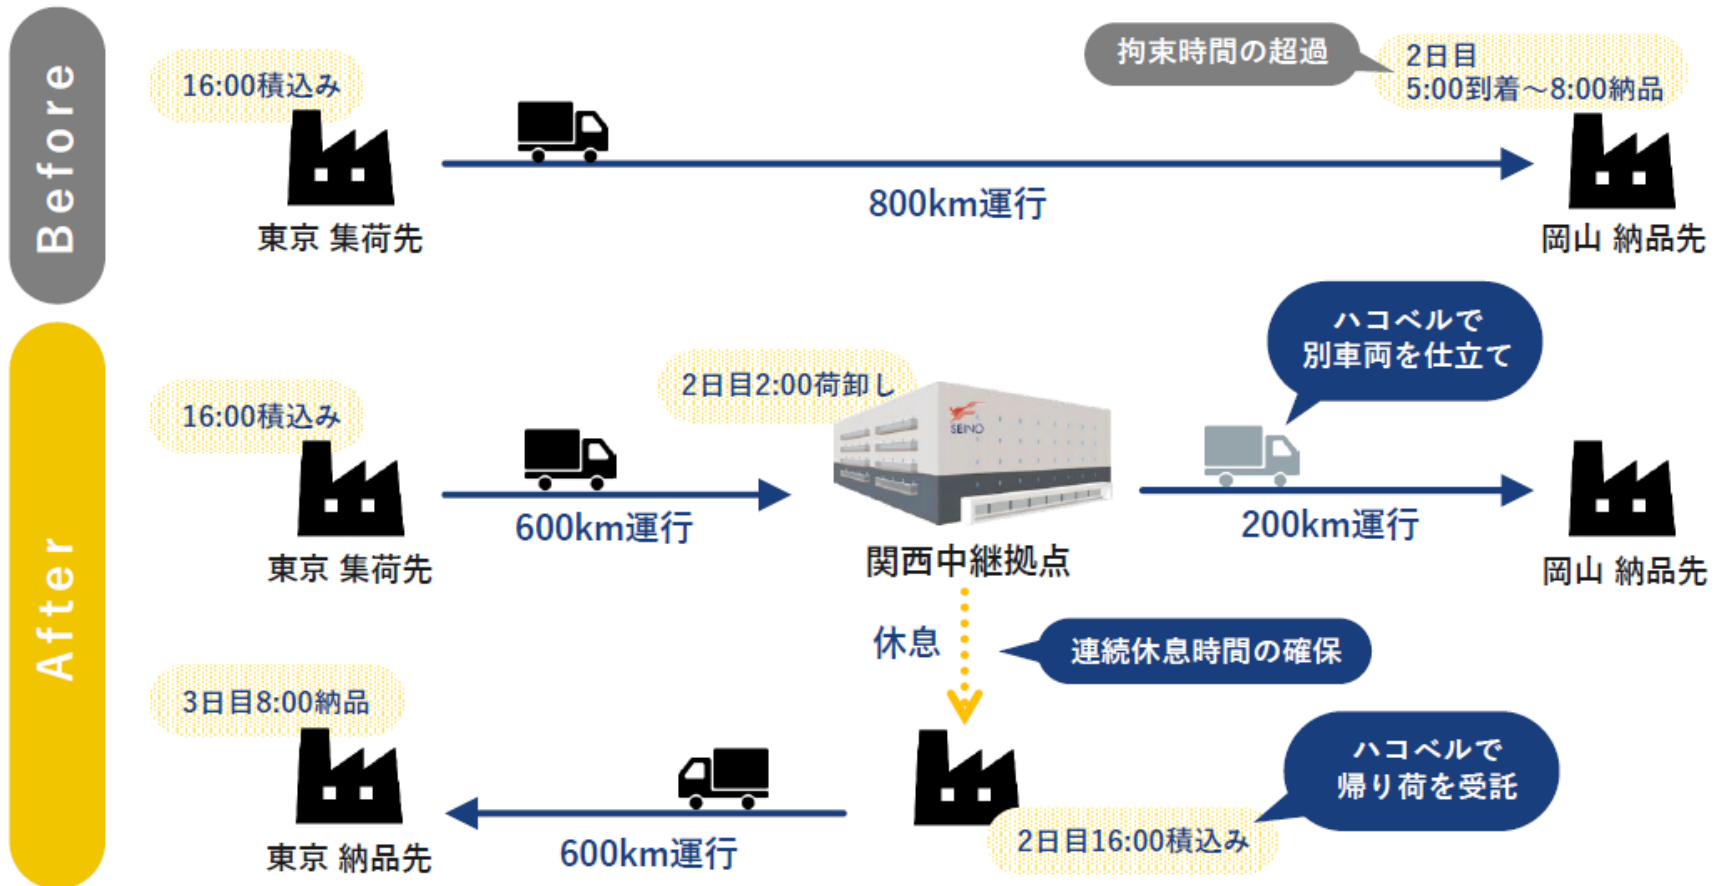 Before
16:00積込み
拘束時間の超過
2日目
5:00到着～8:00納品
800km運行
東京 集荷先
岡山 納品先
After
ハコベルで
別車両を仕立て
16:00積込み
2日目2:00荷卸し
SEINO
600km運行
200km運行
東京 集荷先
関西中継拠点
岡山 納品先
休息
連続休息時間の確保
3日目8:00納品
ハコベルで
帰り荷を受託
2日目16:00積込み
600km運行
東京 納品先